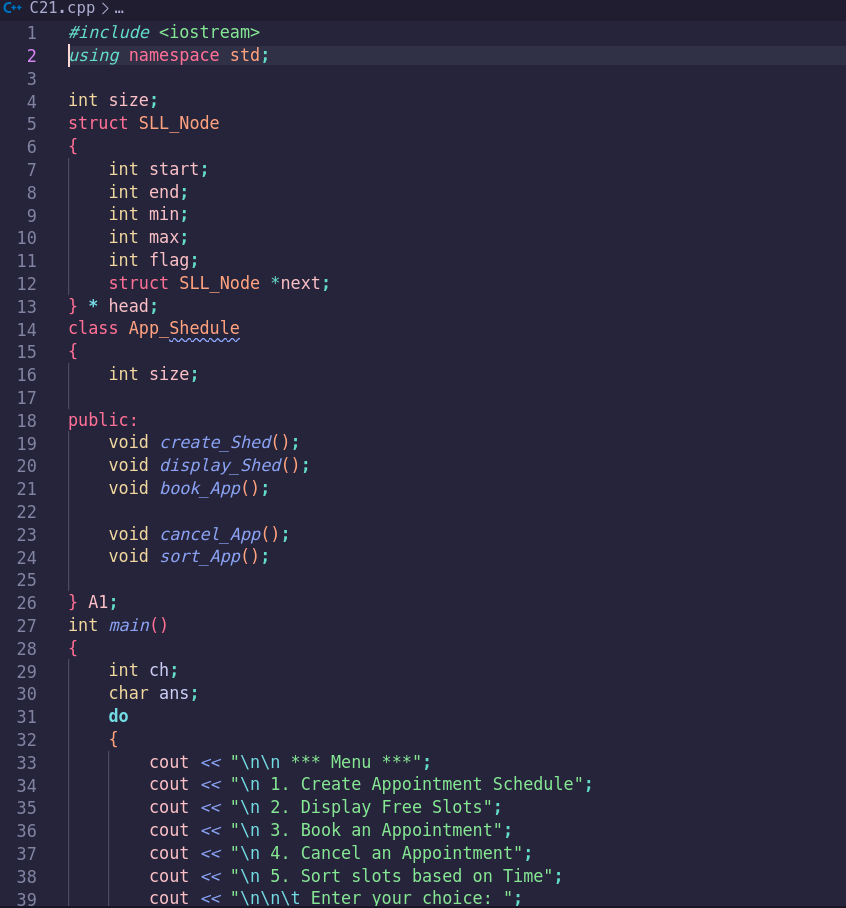 C++ C21.cpp > ...
1 #include <iostream>
2 using namespace std;
3
4 int size;
5 struct SLL_Node
6 {
7     int start;
8     int end;
9     int min;
10     int max;
11     int flag;
12     struct SLL_Node *next;
13 } * head;
14 class App_Shedule
15 {
16     int size;
17
18 public:
19     void create_Shed();
20     void display_Shed();
21     void book_App();
22
23     void cancel_App();
24     void sort_App();
25
26 } A1;
27 int main()
28 {
29     int ch;
30     char ans;
31     do
32     {
33         cout << "\n\n *** Menu ***";
34         cout << "\n 1. Create Appointment Schedule";
35         cout << "\n 2. Display Free Slots";
36         cout << "\n 3. Book an Appointment";
37         cout << "\n 4. Cancel an Appointment";
38         cout << "\n 5. Sort slots based on Time";
39         cout << "\n\n\t Enter your choice: ";